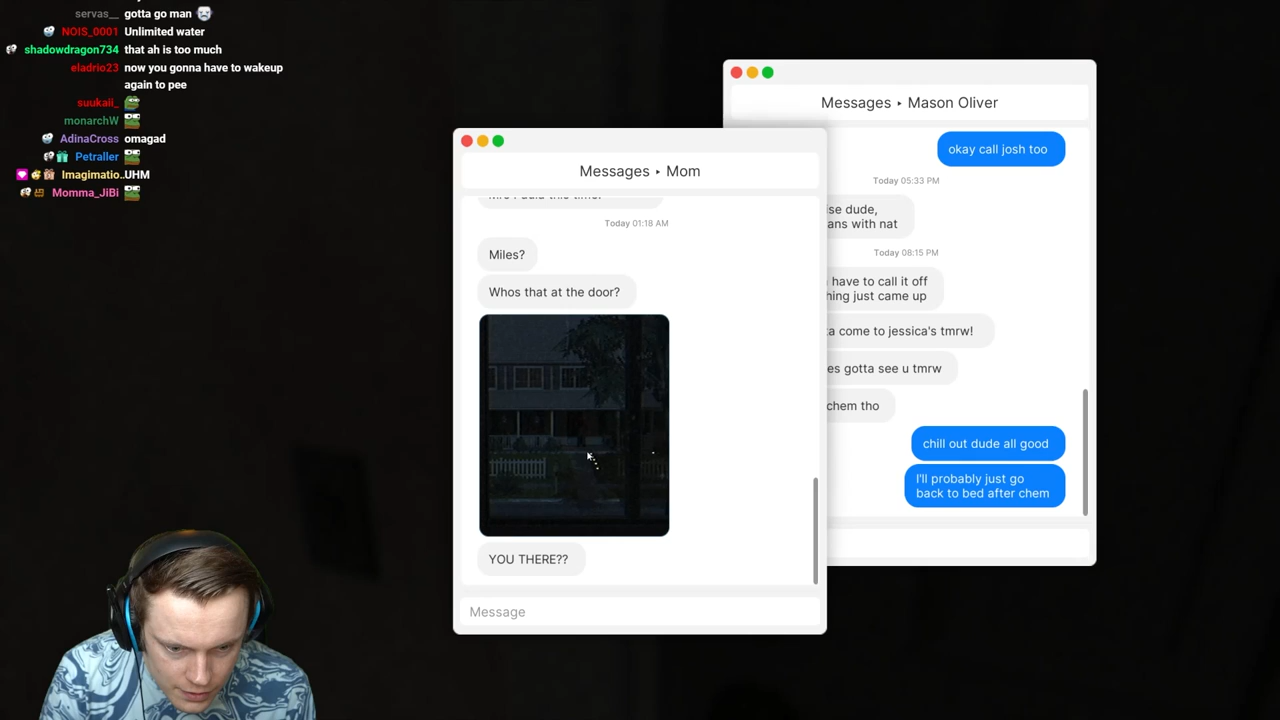 servas__ gotta go man
NOIS_0001 Unlimited water
shadowdragon734 that ah is too much
eladrio23 now you gonna have to wakeup
again to pee
suukaii_
monarchW
AdinaCross omagad
Petraller
Imaginatio..UHM
Momma_JiBi
Messages ‣ Mason Oliver
okay call josh too
Today 05:33 PM
ise dude,
ans with nat
Today 08:15 PM
have to call it off
hing just came up
ta come to jessica's tmrw!
es gotta see u tmrw
chem tho
chill out dude all good
I'll probably just go
back to bed after chem
Messages ‣ Mom
Today 01:18 AM
Miles?
Whos that at the door?
YOU THERE??
Message